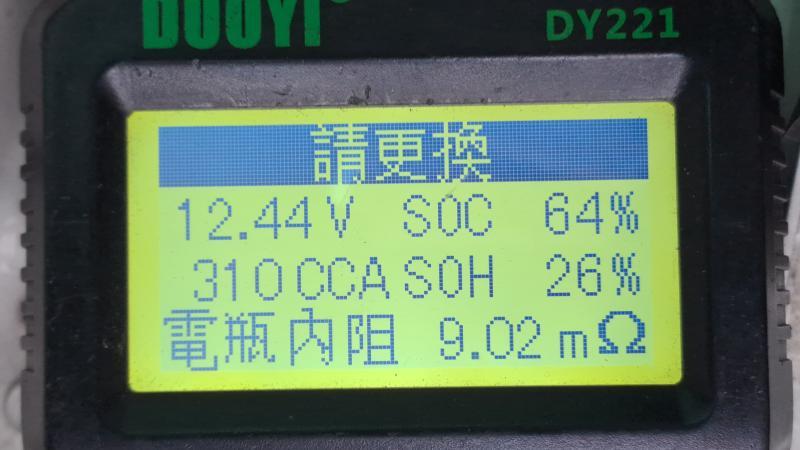 DUOYI
DY221
請更換
12.44V SOC 64%
310CCA SOH 26%
電瓶內阻 9.02mΩ